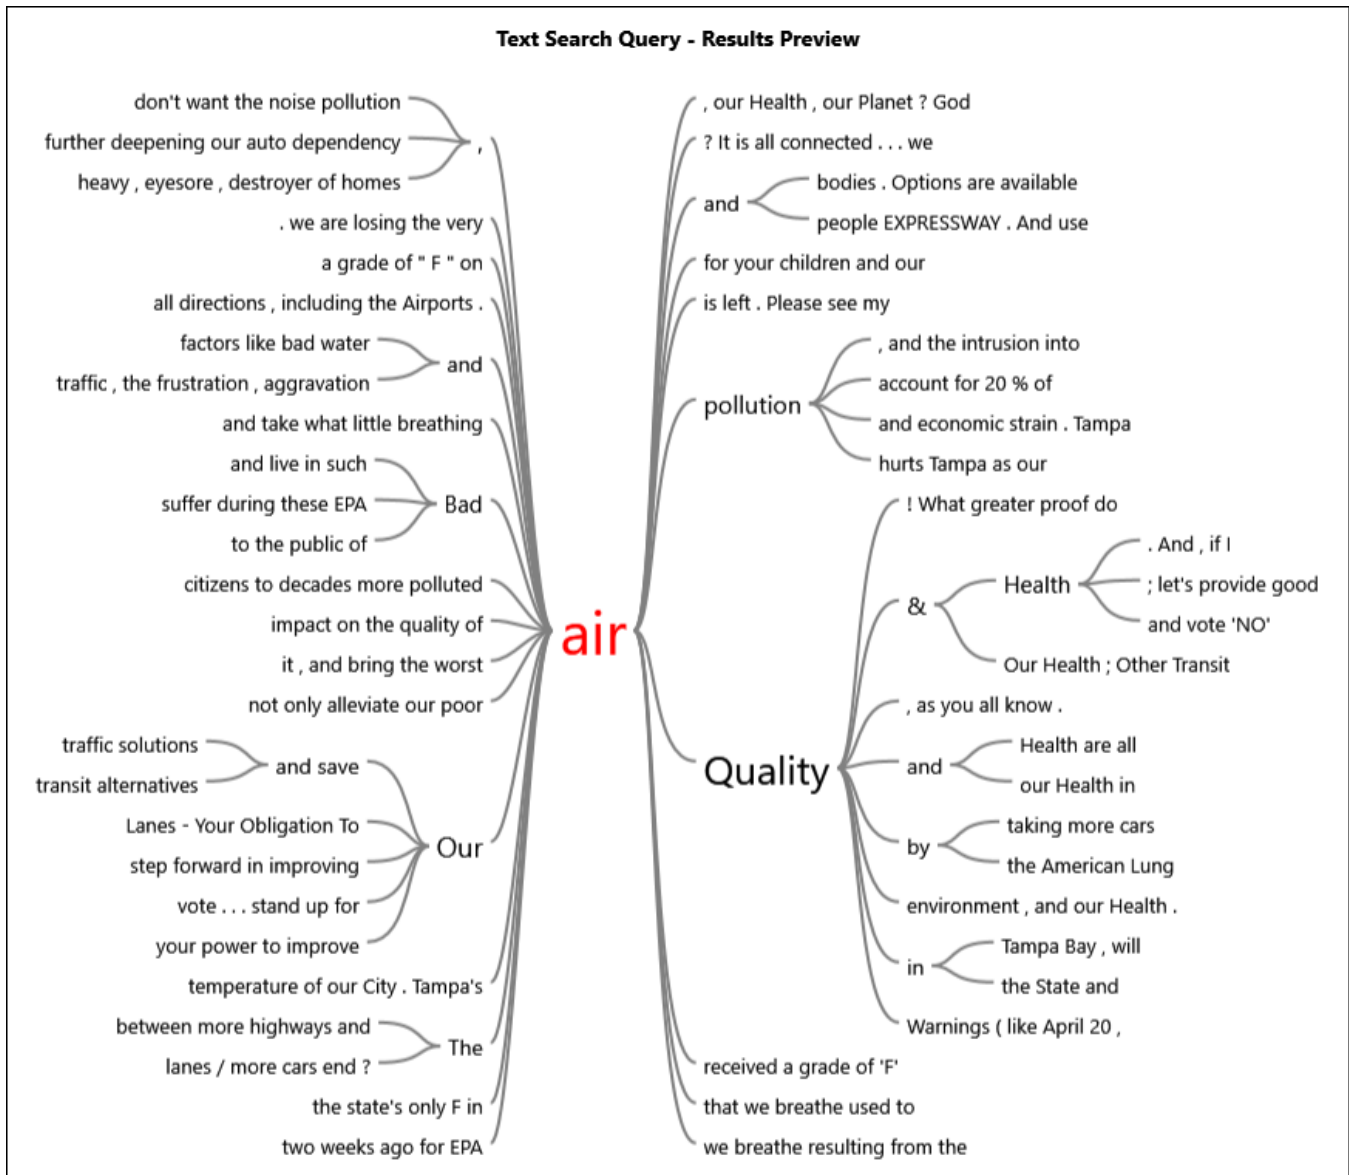 Text Search Query - Results Preview
don't want the noise pollution
further deepening our auto dependency
heavy , eyesore , destroyer of homes
,
. we are losing the very
a grade of " F " on
all directions , including the Airports .
factors like bad water
traffic , the frustration , aggravation
and
and take what little breathing
and live in such
suffer during these EPA
to the public of
Bad
citizens to decades more polluted
impact on the quality of
it , and bring the worst
not only alleviate our poor
traffic solutions
transit alternatives
and save
Lanes - Your Obligation To
step forward in improving
vote . . . stand up for
your power to improve
Our
temperature of our City . Tampa's
between more highways and
lanes / more cars end ?
The
the state's only F in
two weeks ago for EPA
air
, our Health , our Planet ? God
? It is all connected . . . we
and
bodies . Options are available
people EXPRESSWAY . And use
for your children and our
is left . Please see my
pollution
, and the intrusion into
account for 20 % of
and economic strain . Tampa
hurts Tampa as our
Quality
! What greater proof do
&
Health
. And , if I
; let's provide good
and vote 'NO'
Our Health ; Other Transit
, as you all know .
and
Health are all
our Health in
by
taking more cars
the American Lung
environment , and our Health .
in
Tampa Bay , will
the State and
Warnings ( like April 20 ,
received a grade of 'F'
that we breathe used to
we breathe resulting from the